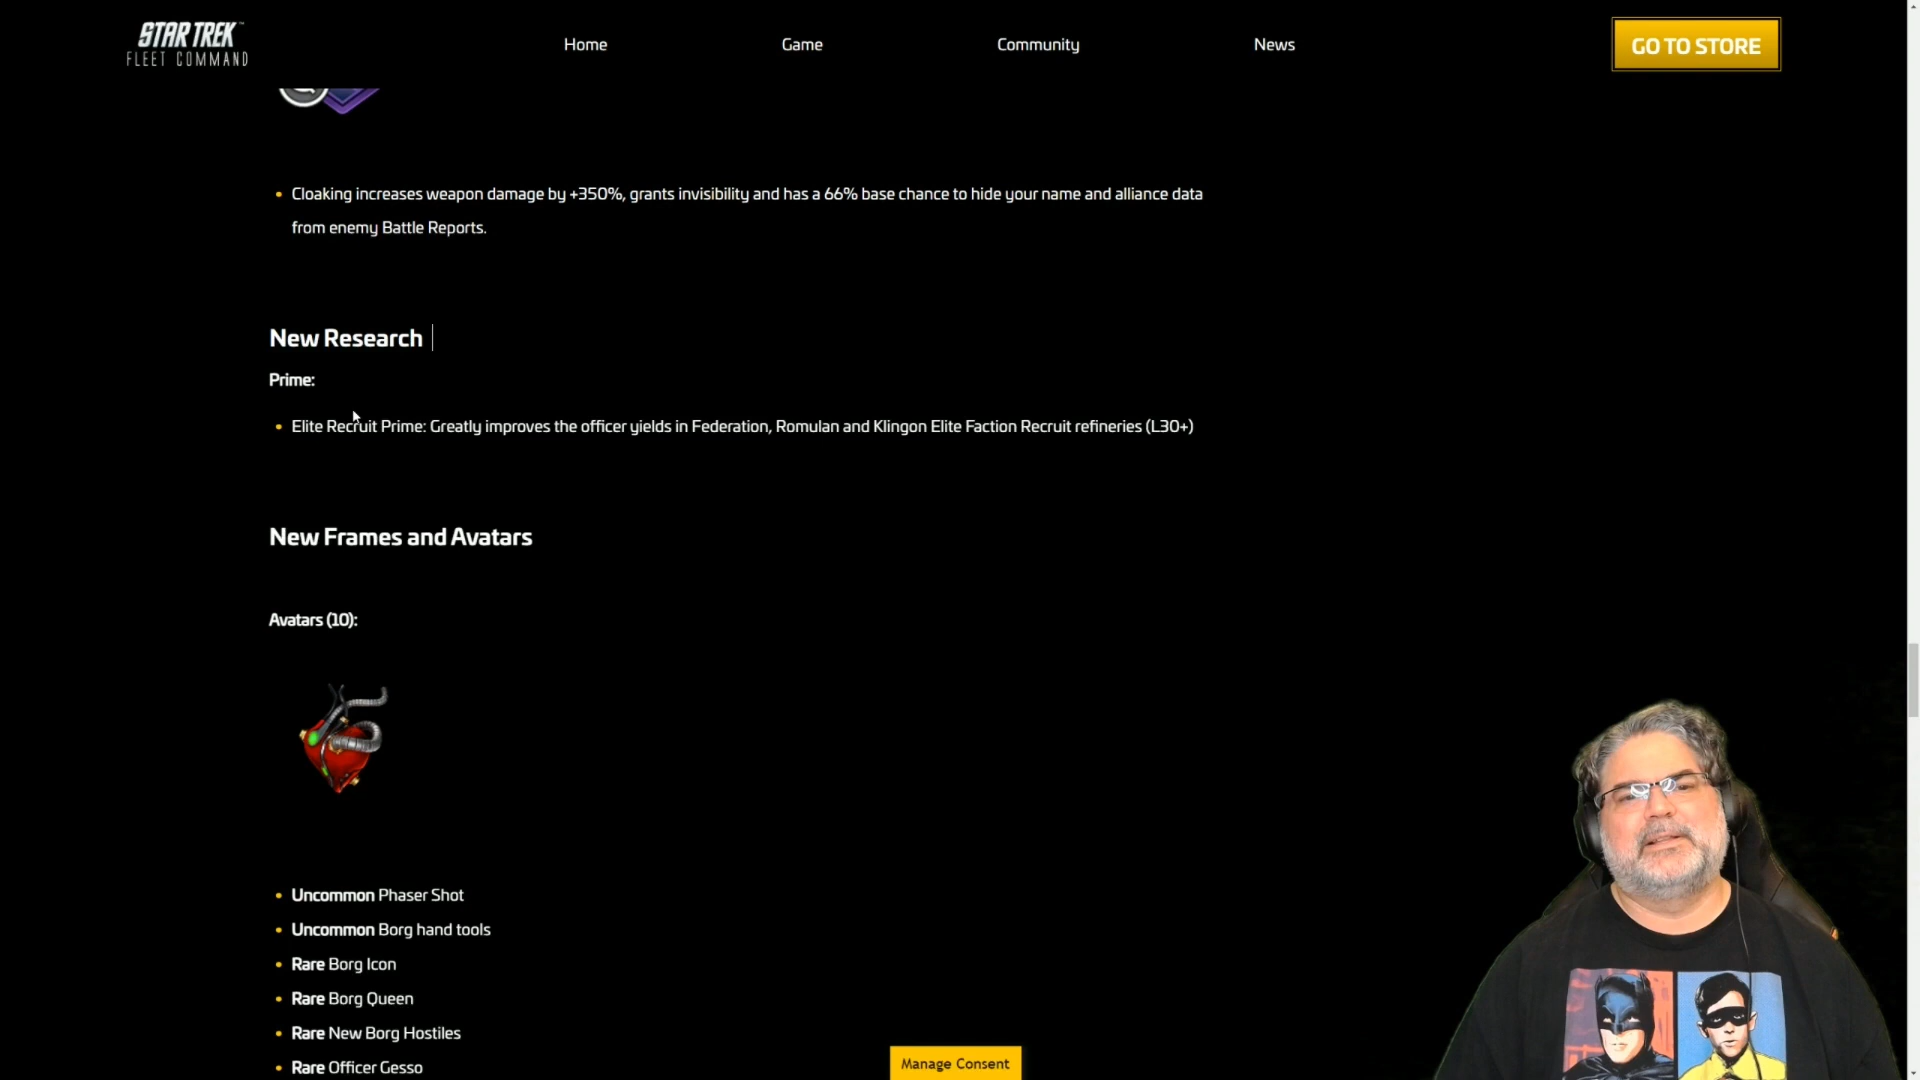 STAR TREK™
FLEET COMMAND
Home
Game
Community
News
GO TO STORE
Cloaking increases weapon damage by +350%, grants invisibility and has a 66% base chance to hide your name and alliance data
from enemy Battle Reports.
New Research
Prime:
Elite Recruit Prime: Greatly improves the officer yields in Federation, Romulan and Klingon Elite Faction Recruit refineries (L30+)
New Frames and Avatars
Avatars (10):
Uncommon Phaser Shot
Uncommon Borg hand tools
Rare Borg Icon
Rare Borg Queen
Rare New Borg Hostiles
Rare Officer Gesso
Manage Consent